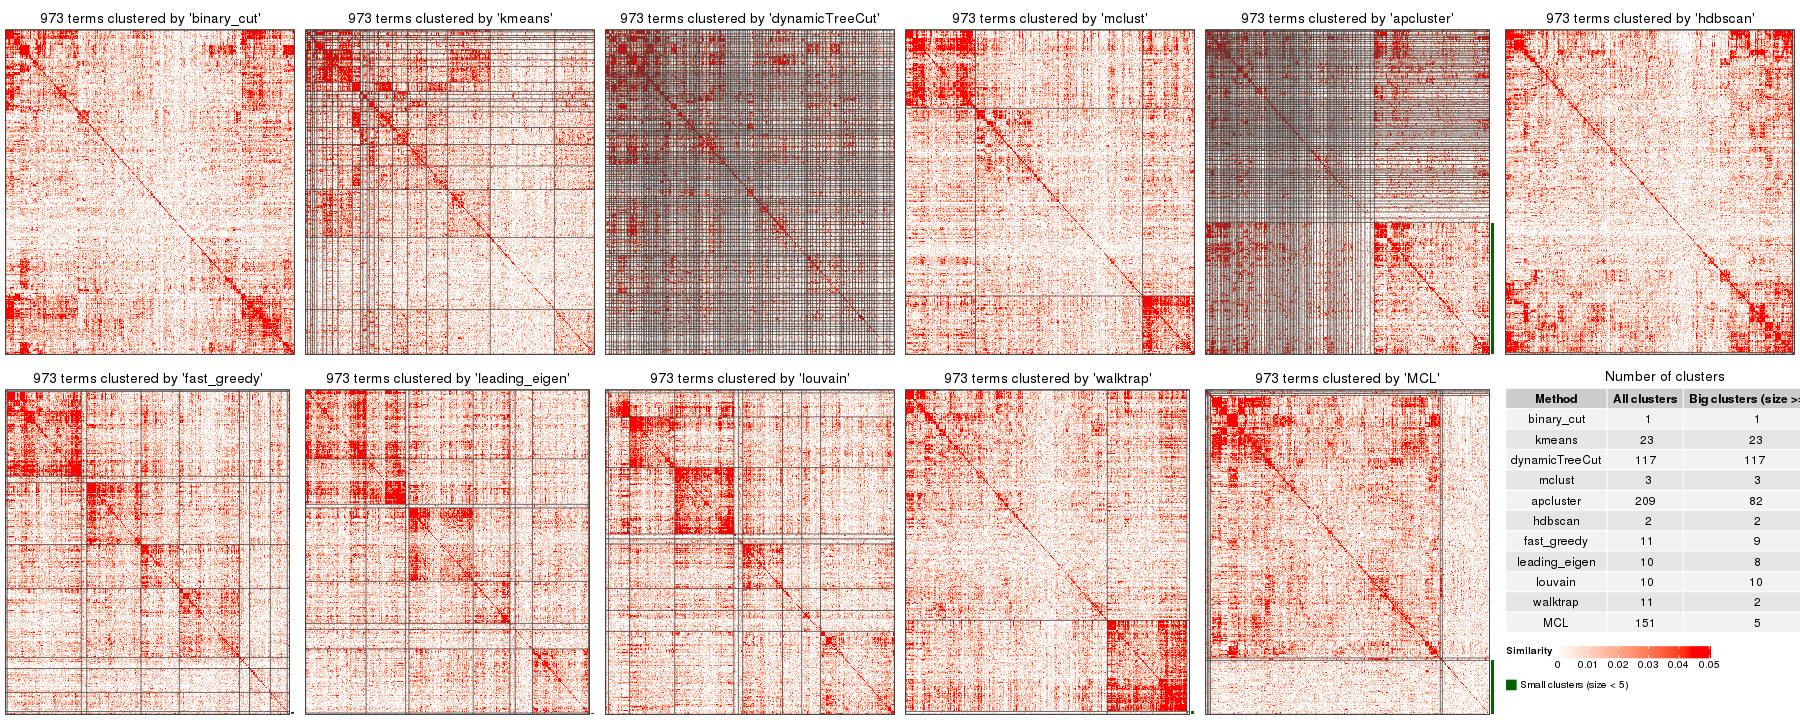 973 terms clustered by 'binary_cut'
973 terms clustered by 'kmeans'
973 terms clustered by 'dynamicTreeCut'
973 terms clustered by 'mclust'
973 terms clustered by 'apcluster'
973 terms clustered by 'hdbscan'
973 terms clustered by 'fast_greedy'
973 terms clustered by 'leading_eigen'
973 terms clustered by 'louvain'
973 terms clustered by 'walktrap'
973 terms clustered by 'MCL'
Number of clusters
Method All clusters Big clusters (size >=
binary_cut 1 1
kmeans 23 23
dynamicTreeCut 117 117
mclust 3 3
apcluster 209 82
hdbscan 2 2
fast_greedy 11 9
leading_eigen 10 8
louvain 10 10
walktrap 11 2
MCL 151 5
Similarity
0 0.01 0.02 0.03 0.04 0.05
Small clusters (size < 5)